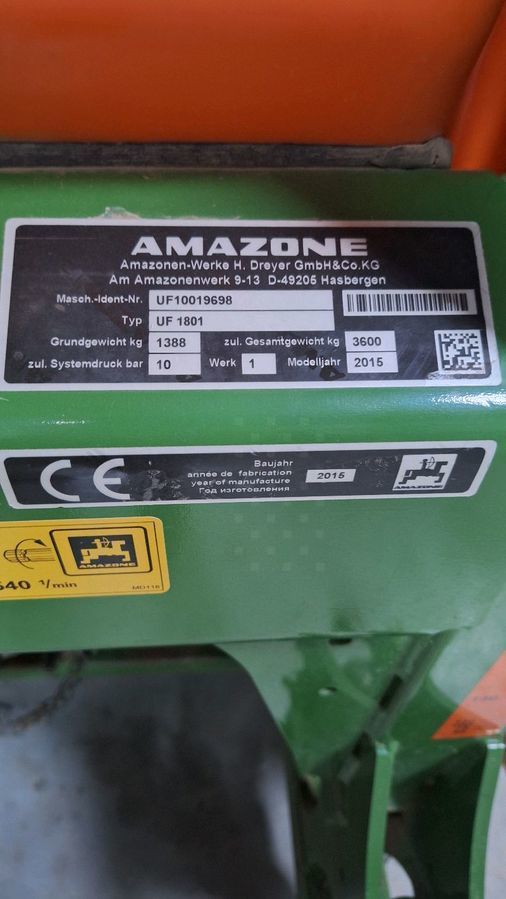 AMAZONE
Amazonen-Werke H. Dreyer GmbH&Co.KG
Am Amazonenwerk 9-13 D-49205 Hasbergen
Masch.-Ident-Nr. UF10019698
Typ UF 1801
Grundgewicht kg 1388 zul. Gesamtgewicht kg 3600
zul. Systemdruck bar 10 Werk 1 Modelljahr 2015
CE
Baujahr
année de fabrication
year of manufacture
Год изготовления
2015
AMAZONE
AMAZONE
540 1/min
MD118